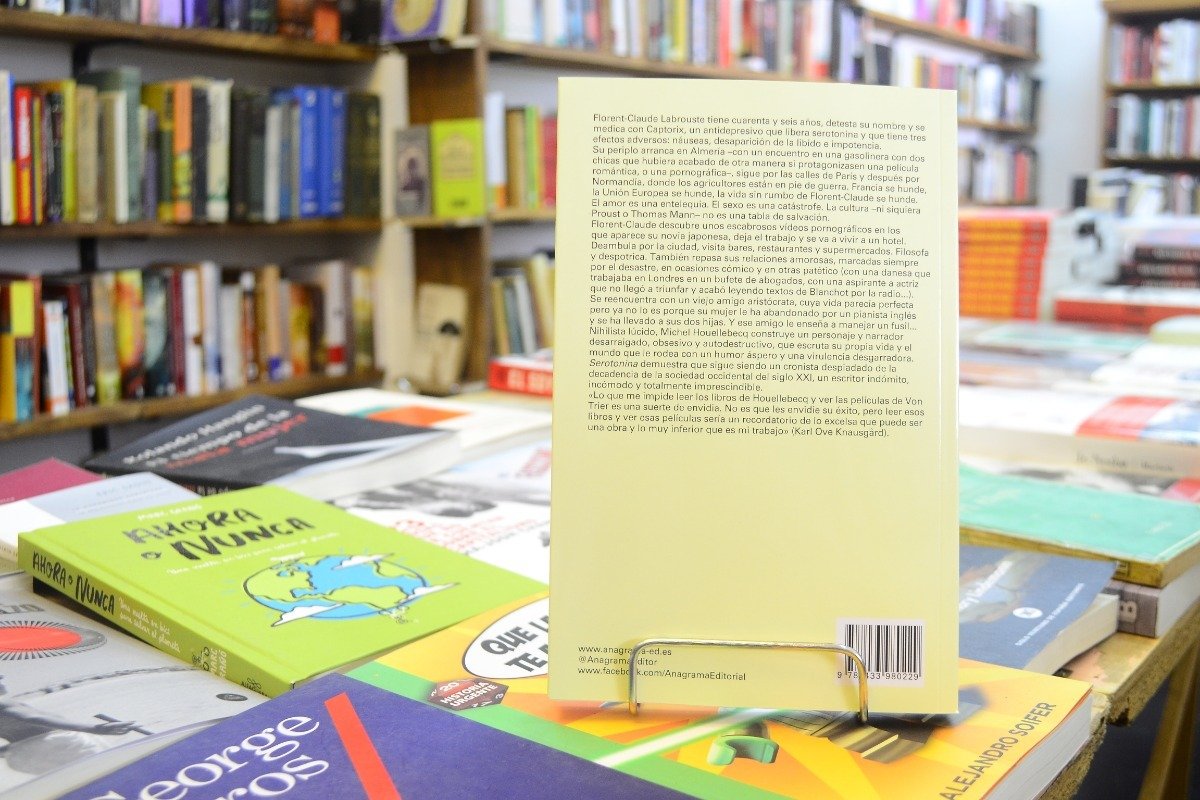 Florent-Claude Labrouste tiene cuarenta y seis años, detesta su nombre y se
medica con Captorix, un antidepresivo que libera serotonina y que tiene tres
efectos adversos: náuseas, desaparición de la libido e impotencia.
Su periplo arranca en Almería –con un encuentro en una gasolinera con dos
chicas que hubiera acabado de otra manera si protagonizasen una película
romántica, o una pornográfica–, sigue por las calles de París y después por
Normandía, donde los agricultores están en pie de guerra. Francia se hunde,
la Unión Europea se hunde, la vida sin rumbo de Florent-Claude se hunde.
El amor es una entelequia. El sexo es una catástrofe. La cultura –ni siquiera
Proust o Thomas Mann– no es una tabla de salvación.
Florent-Claude descubre unos escabrosos vídeos pornográficos en los
que aparece su novia japonesa, deja el trabajo y se va a vivir a un hotel.
Deambula por la ciudad, visita bares, restaurantes y supermercados. Filosofa
y despotrica. También repasa sus relaciones amorosas, marcadas siempre
por el desastre, en ocasiones cómico y en otras patético (con una danesa que
trabajaba en Londres en un bufete de abogados, con una aspirante a actriz
que no llegó a triunfar y acabó leyendo textos de Blanchot por la radio...).
Se reencuentra con un viejo amigo aristócrata, cuya vida parecía perfecta
pero ya no lo es porque su mujer le ha abandonado por un pianista inglés
y se ha llevado a sus dos hijas. Y ese amigo le enseña a manejar un fusil...
Nihilista lúcido, Michel Houellebecq construye un personaje y narrador
desarraigado, obsesivo y autodestructivo, que escruta su propia vida y el
mundo que le rodea con un humor áspero y una virulencia desgarradora.
Serotonina demuestra que sigue siendo un cronista despiadado de la
decadencia de la sociedad occidental del siglo XXI, un escritor indómito,
incómodo y totalmente imprescindible.
«Lo que me impide leer los libros de Houellebecq y ver las películas de Von
Trier es una suerte de envidia. No es que les envidie su éxito, pero leer esos
libros y ver esas películas sería un recordatorio de lo excelsa que puede ser
una obra y lo muy inferior que es mi trabajo» (Karl Ove Knausgård).
www.anagrama-ed.es
@AnagramaEditor
www.facebook.com/AnagramaEditorial
AHORA
O NUNCA
AHORA O NUNCA
QUE
TE
HISTORIA URGENTE
George
ros
ALEJANDRO SOIFER